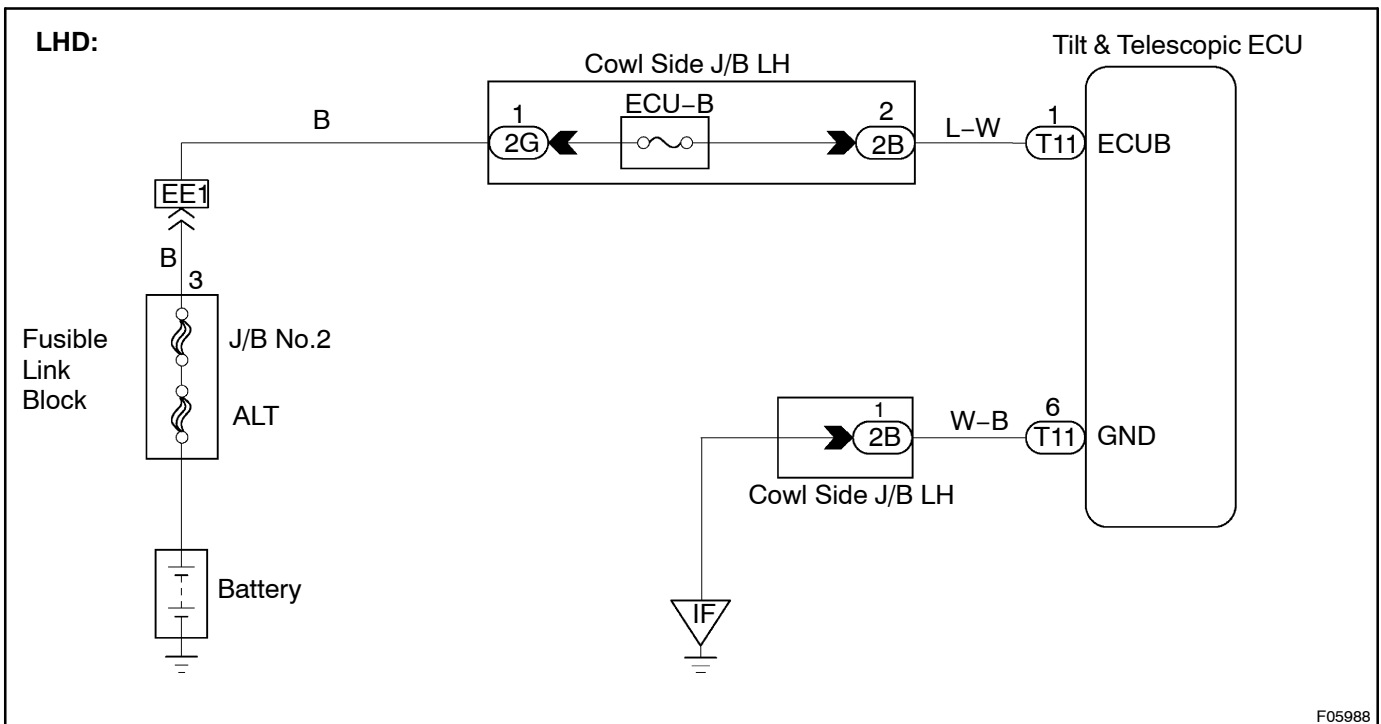 LHD:
Tilt & Telescopic ECU
Cowl Side J/B LH
ECU−B
B
1
2G
2
2B
L−W
1
T11
ECUB
EE1
B
3
Fusible
Link
Block
J/B No.2
ALT
1
2B
W−B
6
T11
GND
Cowl Side J/B LH
Battery
IF
F05988